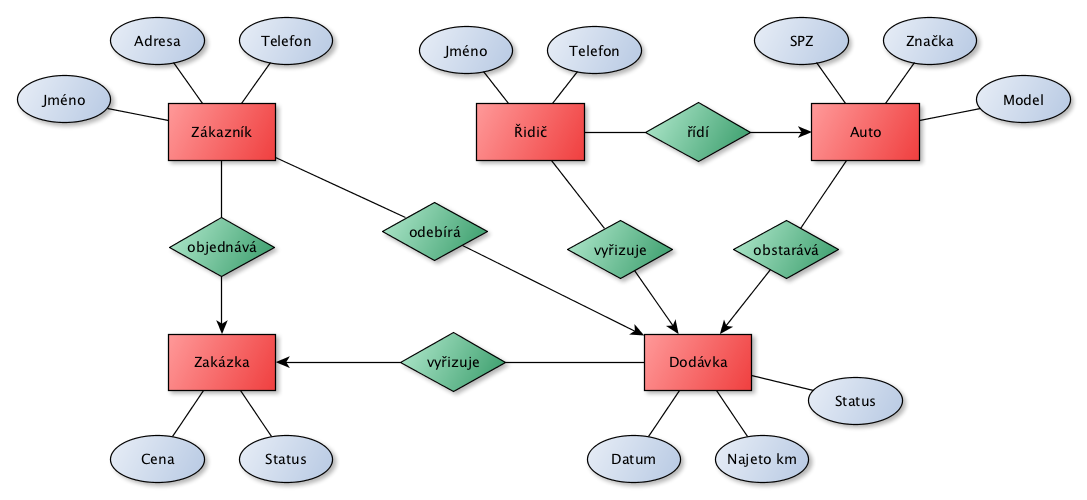 Adresa
Telefon
Jméno
Telefon
SPZ
Značka
Jméno
Model
Zákazník
Řidič
řídí
Auto
odebírá
objednává
vyřizuje
obstarává
Zakázka
vyřizuje
Dodávka
Status
Cena
Status
Datum
Najeto km